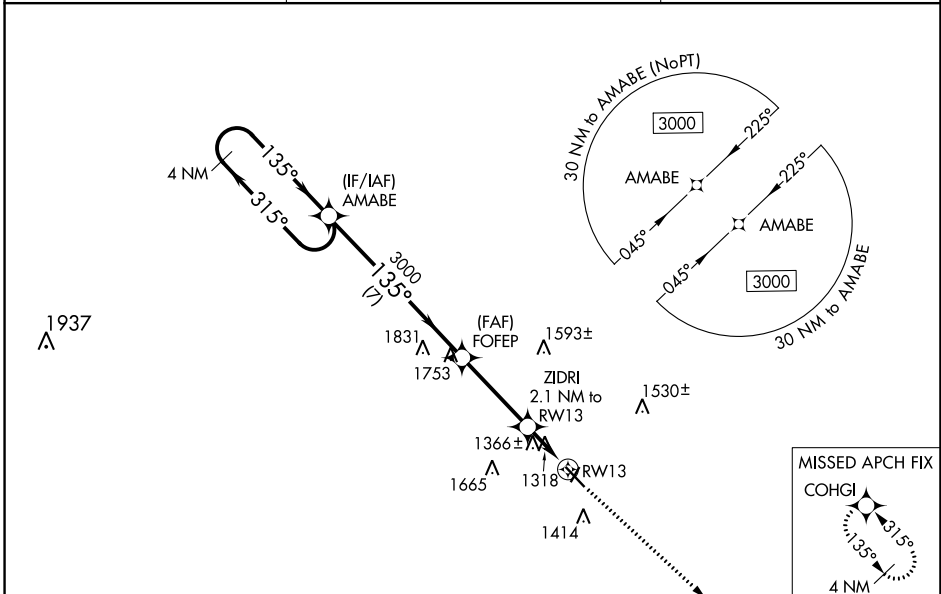 30 NM to AMABE (NoPT)
3000
225°
AMABE
045°
225°
AMABE
045°
3000
30 NM to AMABE
135°
4 NM
315°
(IF/IAF)
AMABE
3000
135°
(7)
1937
(FAF)
FOFEP
1831
1753
1593±
ZIDRI
2.1 NM to
RW13
1530±
1366±
1318
RW13
1665
1414
MISSED APCH FIX
COHGI
315°
135°
4 NM